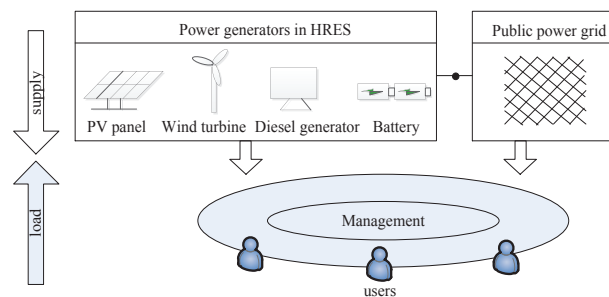 Power generators in HRES
Public power grid
supply
PV panel
Wind turbine
Diesel generator
Battery
load
Management
users